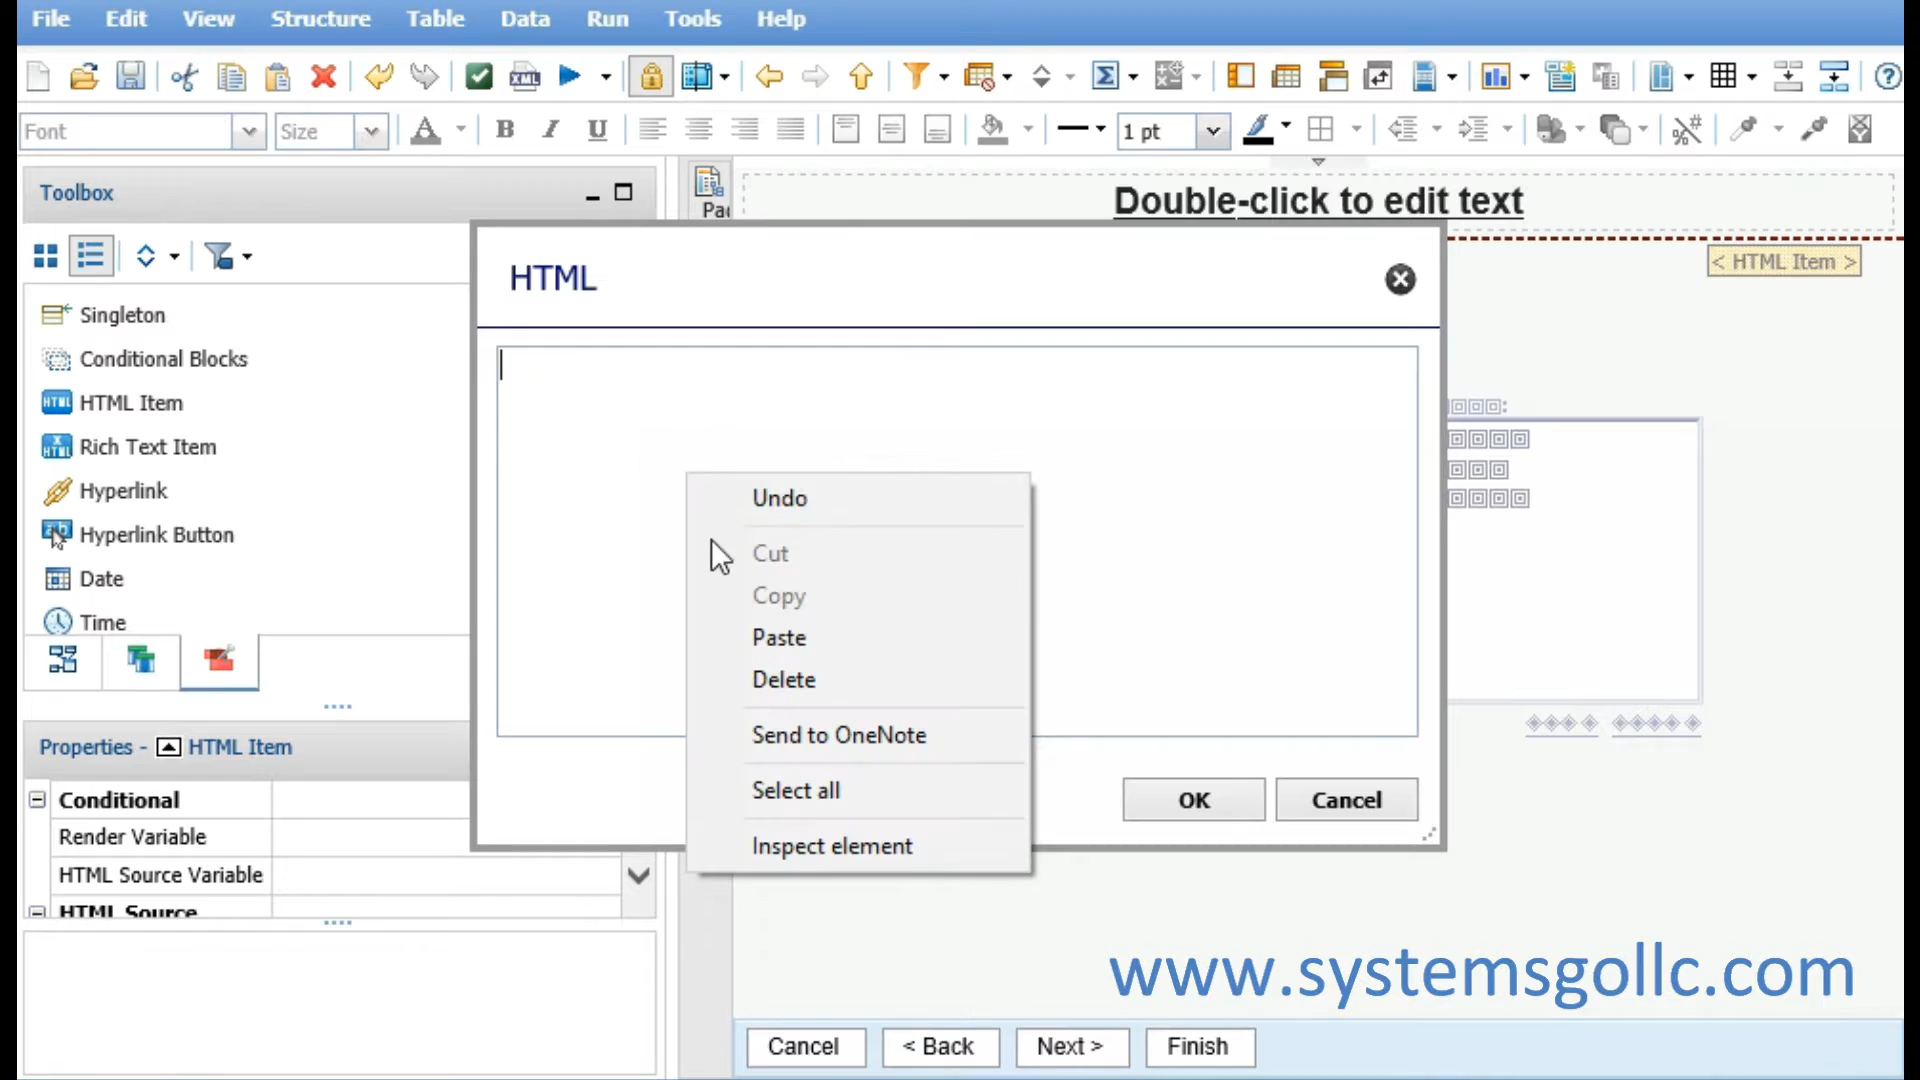 File Edit View Structure Table Data Run Tools Help
XML
Font Size A B I U 1 pt
Toolbox
Pa
Double-click to edit text
< HTML Item >
HTML
Singleton
Conditional Blocks
HTML Item
Rich Text Item
Hyperlink
Hyperlink Button
Date
Time
Undo
Cut
Copy
Paste
Delete
Send to OneNote
Select all
Inspect element
OK Cancel
Properties - HTML Item
Conditional
Render Variable
HTML Source Variable
HTML Source
www.systemsgollc.com
Cancel < Back Next > Finish